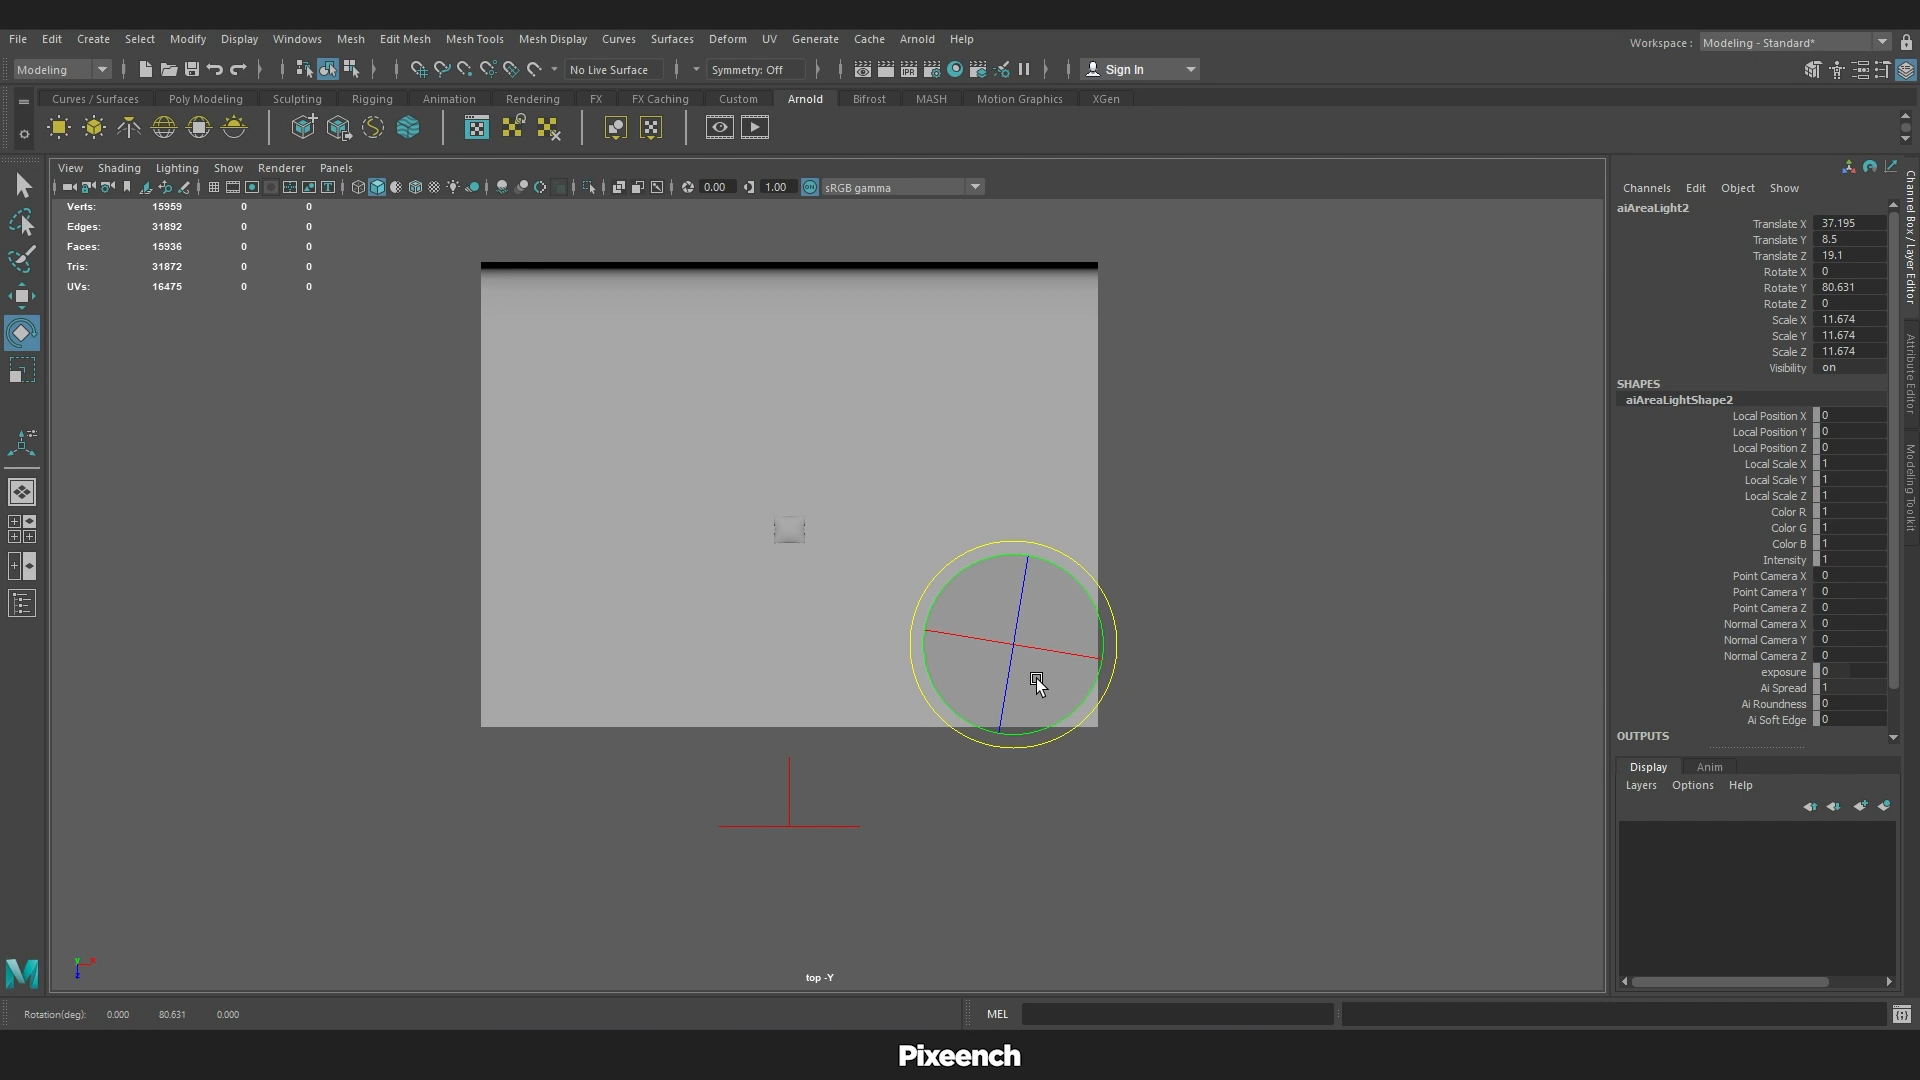 File Edit Create Select Modify Display Windows Mesh Edit Mesh Mesh Tools Mesh Display Curves Surfaces Deform UV Generate Cache Arnold Help
Workspace : Modeling - Standard*
Modeling No Live Surface Symmetry: Off IPR Sign In
Curves / Surfaces Poly Modeling Sculpting Rigging Animation Rendering FX FX Caching Custom Arnold Bifrost MASH Motion Graphics XGen
View Shading Lighting Show Renderer Panels
0.00 1.00 ON sRGB gamma
Verts: 15959 0 0
Edges: 31892 0 0
Faces: 15936 0 0
Tris: 31872 0 0
UVs: 16475 0 0
top -Y
Channels Edit Object Show
aiAreaLight2
Translate X 37.195
Translate Y 8.5
Translate Z 19.1
Rotate X 0
Rotate Y 80.631
Rotate Z 0
Scale X 11.674
Scale Y 11.674
Scale Z 11.674
Visibility on
SHAPES
aiAreaLightShape2
Local Position X 0
Local Position Y 0
Local Position Z 0
Local Scale X 1
Local Scale Y 1
Local Scale Z 1
Color R 1
Color G 1
Color B 1
Intensity 1
Point Camera X 0
Point Camera Y 0
Point Camera Z 0
Normal Camera X 0
Normal Camera Y 0
Normal Camera Z 0
exposure 0
Ai Spread 1
Ai Roundness 0
Ai Soft Edge 0
OUTPUTS
Display Anim
Layers Options Help
Channel Box / Layer Editor
Attribute Editor
Modeling Toolkit
Rotation(deg): 0.000 80.631 0.000
MEL
Pixeench